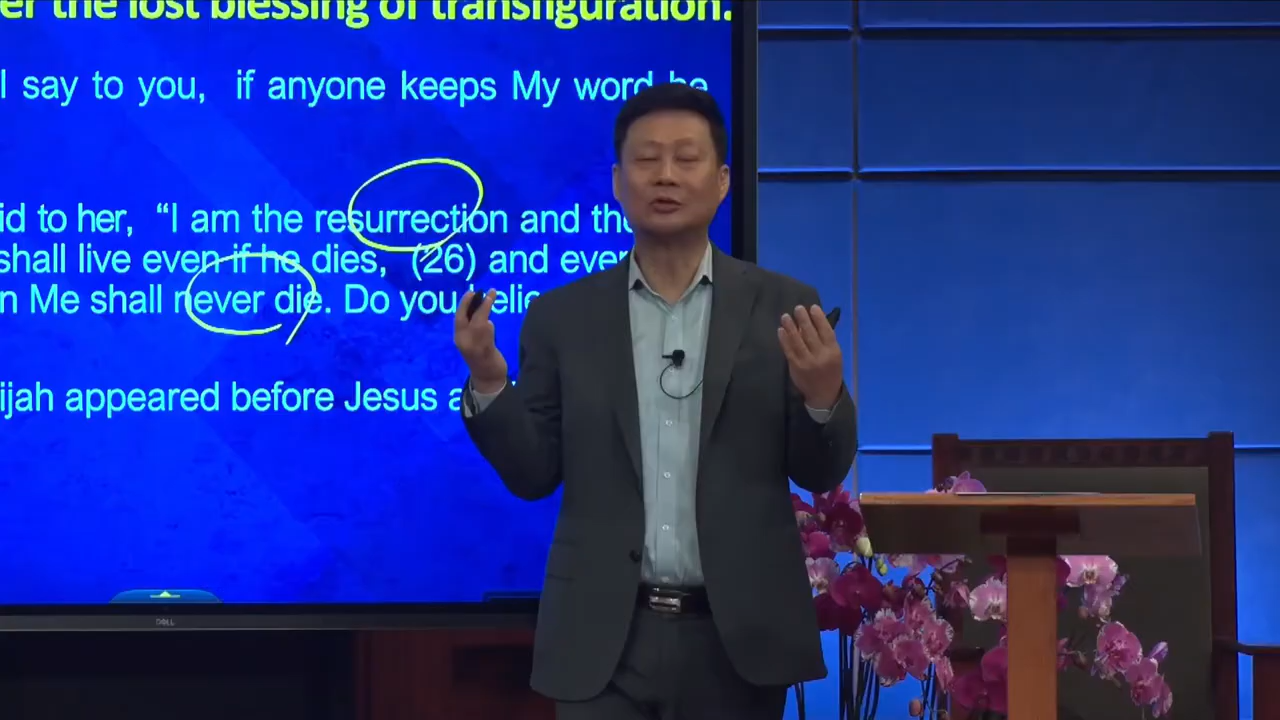 er the lost blessing of transfiguration.
I say to you, if anyone keeps My word he
id to her, “I am the resurrection and
shall live even if he dies, (26) and
n Me shall never die. Do you
ijah appeared before Jesus
DELL